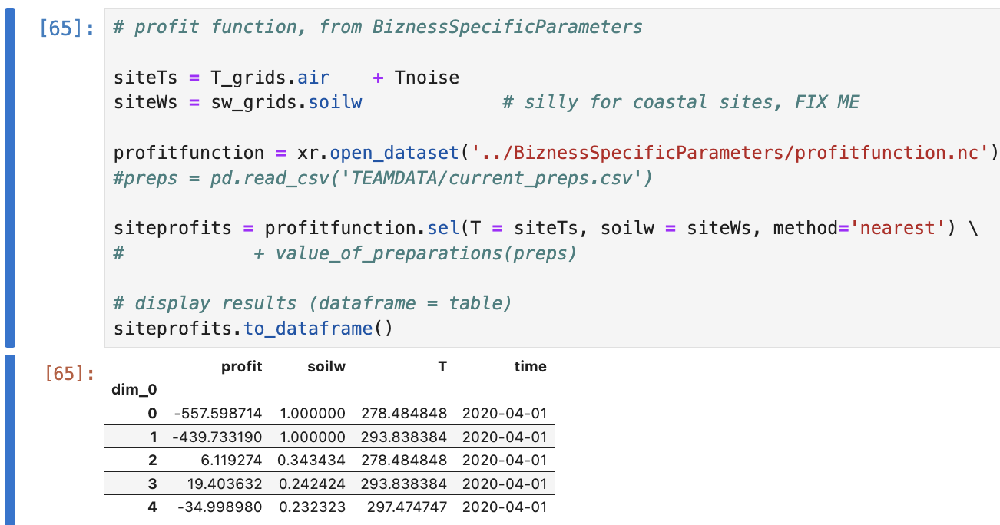 [65]: # profit function, from BiznessSpecificParameters
siteTs = T_grids.air    + Tnoise
siteWs = sw_grids.soilw             # silly for coastal sites, FIX ME
profitfunction = xr.open_dataset('../BiznessSpecificParameters/profitfunction.nc')
#preps = pd.read_csv('TEAMDATA/current_preps.csv')
siteprofits = profitfunction.sel(T = siteTs, soilw = siteWs, method='nearest') \
#            + value_of_preparations(preps)
# display results (dataframe = table)
siteprofits.to_dataframe()
[65]: profit soilw T time
dim_0
0 -557.598714 1.000000 278.484848 2020-04-01
1 -439.733190 1.000000 293.838384 2020-04-01
2 6.119274 0.343434 278.484848 2020-04-01
3 19.403632 0.242424 293.838384 2020-04-01
4 -34.998980 0.232323 297.474747 2020-04-01